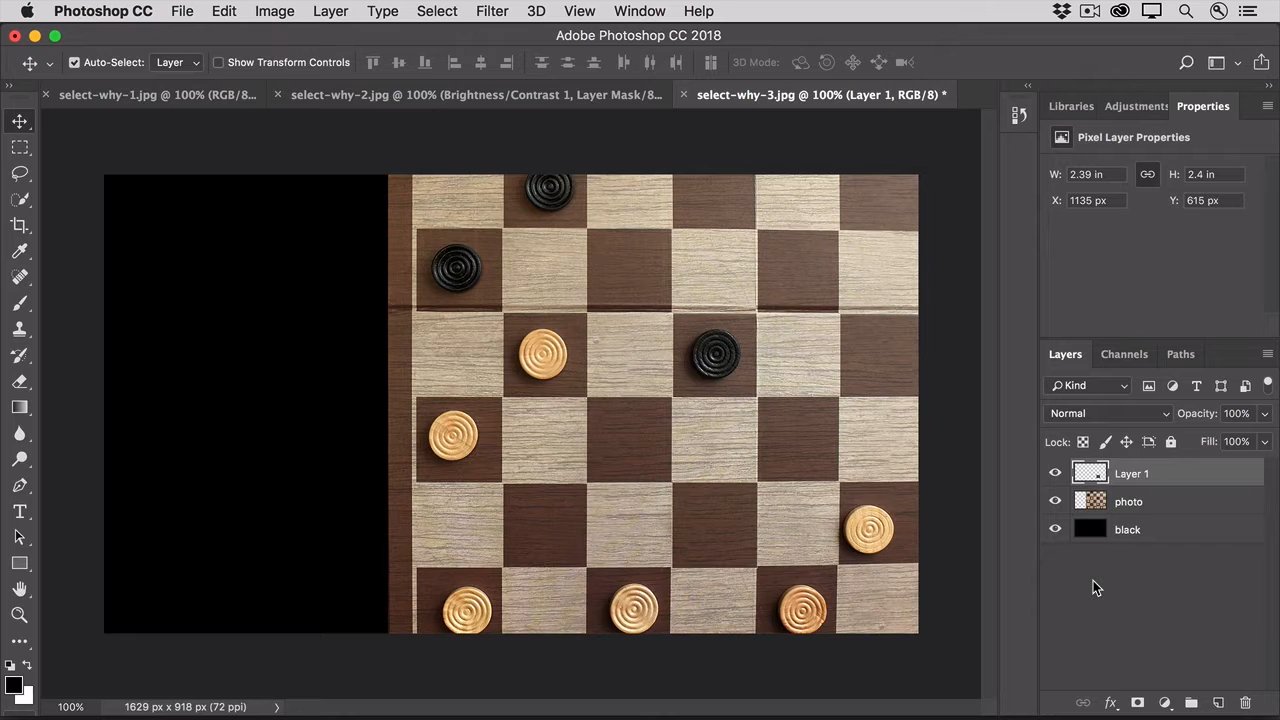 Photoshop CC File Edit Image Layer Type Select Filter 3D View Window Help
Adobe Photoshop CC 2018
Auto-Select: Layer Show Transform Controls 3D Mode:
select-why-1.jpg @ 100% (RGB/8... select-why-2.jpg @ 100% (Brightness/Contrast 1, Layer Mask/8... select-why-3.jpg @ 100% (Layer 1, RGB/8) *
Libraries Adjustments Properties
Pixel Layer Properties
W: 2.39 in H: 2.4 in
X: 1135 px Y: 615 px
Layers Channels Paths
Kind
Normal Opacity: 100%
Lock: Fill: 100%
Layer 1
photo
black
100% 1629 px x 918 px (72 ppi)